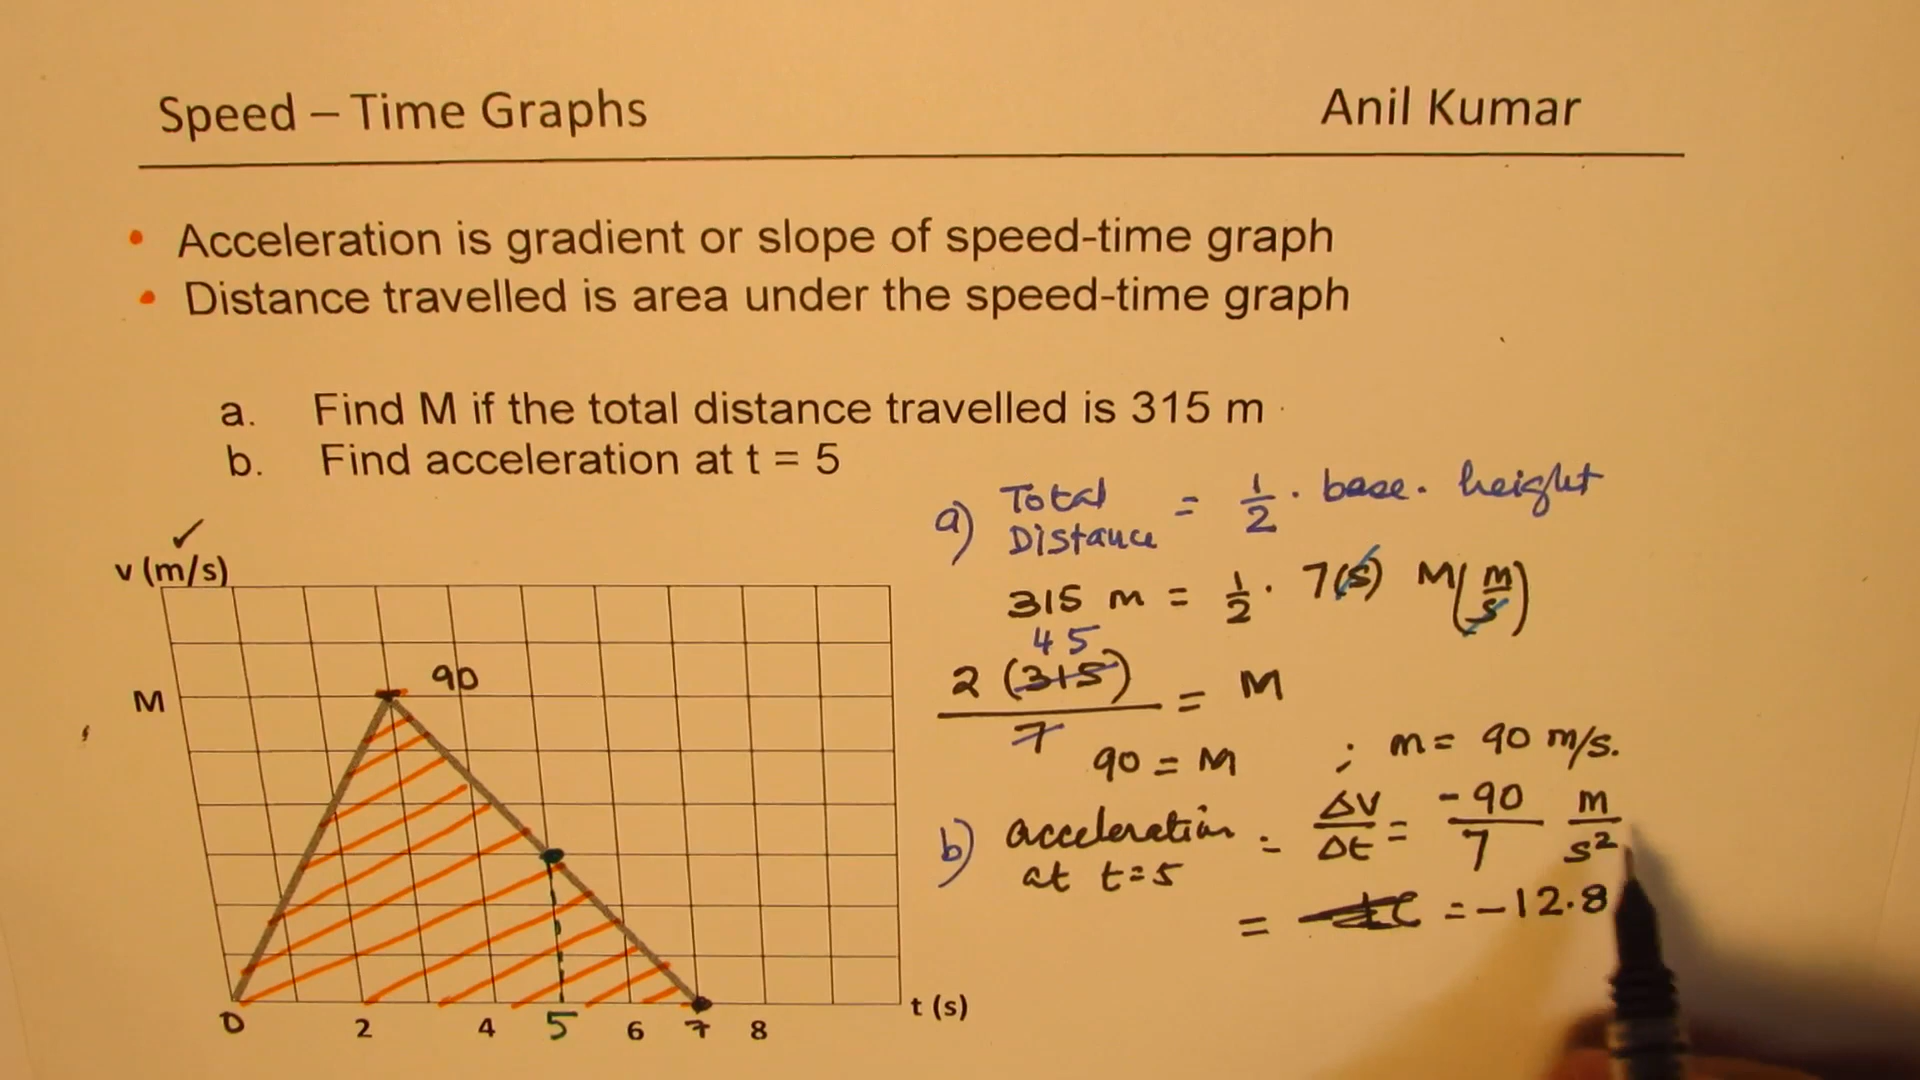 Speed – Time Graphs Anil Kumar
• Acceleration is gradient or slope of speed-time graph
• Distance travelled is area under the speed-time graph
a. Find M if the total distance travelled is 315 m
b. Find acceleration at t = 5
a) Total Distance = 1/2 · base · height
315 m = 1/2 · 7(s) M(m/s)
45
2 (315)/7 = M
90 = M ; m = 90 m/s.
b) acceleration at t=5 = ΔV/Δt = -90/7 m/s²
= = -12.8
v (m/s)
90
M
t (s)
0 2 4 5 6 7 8